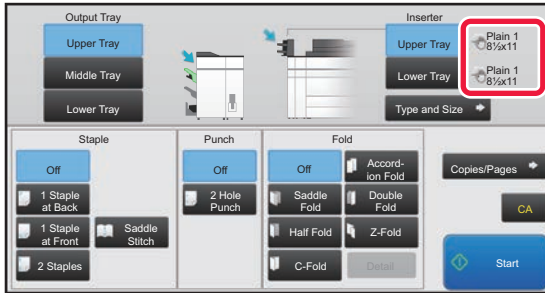 Output Tray
Upper Tray
Middle Tray
Lower Tray
Inserter
Upper Tray
Plain 1
8½x11
Lower Tray
Plain 1
8½x11
Type and Size
Staple
Off
1 Staple
at Back
1 Staple
at Front
Saddle
Stitch
2 Staples
Punch
Off
2 Hole
Punch
Fold
Off
Accord-
ion Fold
Saddle
Fold
Double
Fold
Half Fold
Z-Fold
C-Fold
Detail
Copies/Pages
CA
Start